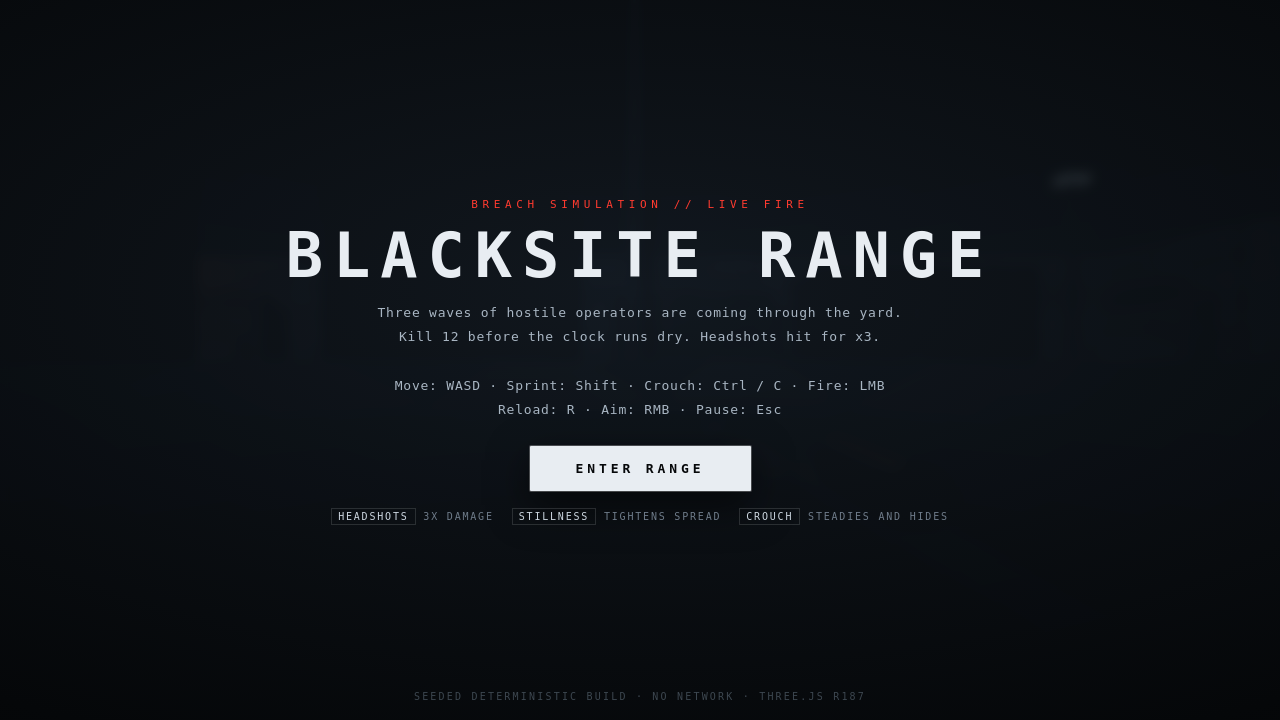 BREACH SIMULATION // LIVE FIRE
BLACKSITE RANGE
Three waves of hostile operators are coming through the yard.
Kill 12 before the clock runs dry. Headshots hit for x3.
Move: WASD · Sprint: Shift · Crouch: Ctrl / C · Fire: LMB
Reload: R · Aim: RMB · Pause: Esc
ENTER RANGE
HEADSHOTS 3X DAMAGE STILLNESS TIGHTENS SPREAD CROUCH STEADIES AND HIDES
SEEDED DETERMINISTIC BUILD · NO NETWORK · THREE.JS R187